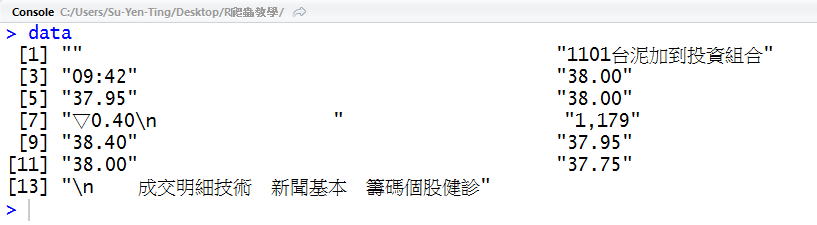 Console C:/Users/Su-Yen-Ting/Desktop/R爬蟲教學/
> data
[1] "" "1101台泥加到投資組合"
[3] "09:42" "38.00"
[5] "37.95" "38.00"
[7] "▽0.40\n " "1,179"
[9] "38.40" "37.95"
[11] "38.00" "37.75"
[13] "\n 成交明細技術 新聞基本 籌碼個股健診"
>